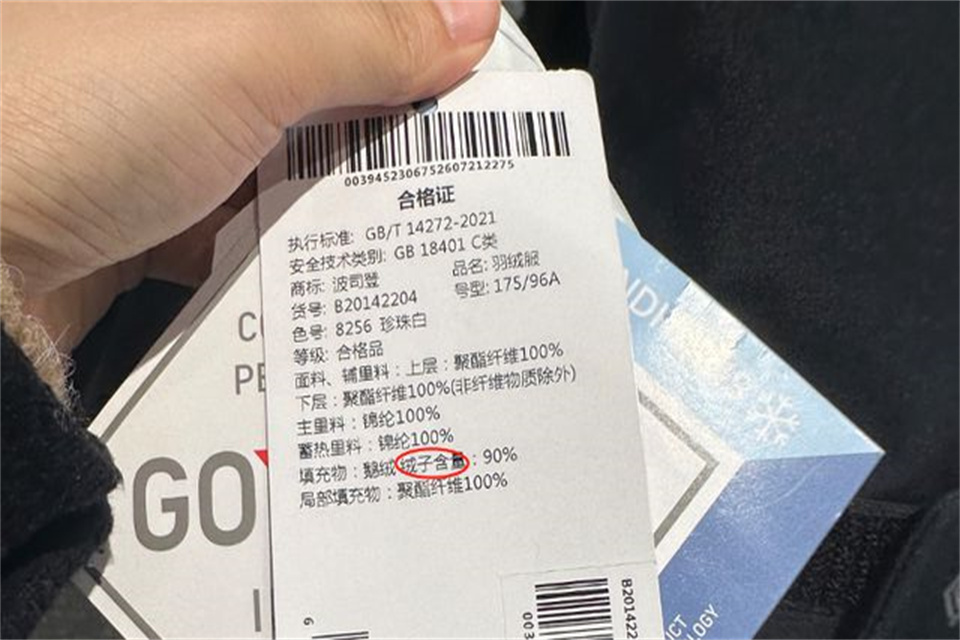 0039452306752607212275
合格证
执行标准: GB/T 14272-2021
安全技术类别: GB 18401 C类
商标: 波司登 品名: 羽绒服
货号: B20142204 号型: 175/96A
色号: 8256 珍珠白
等级: 合格品
面料、辅里料：上层：聚酯纤维100%
下层：聚酯纤维100%(非纤维物质除外)
主里料：锦纶100%
蓄热里料：锦纶100%
填充物：鹅绒 绒子含量：90%
局部填充物：聚酯纤维100%
GO
B201422
003
6